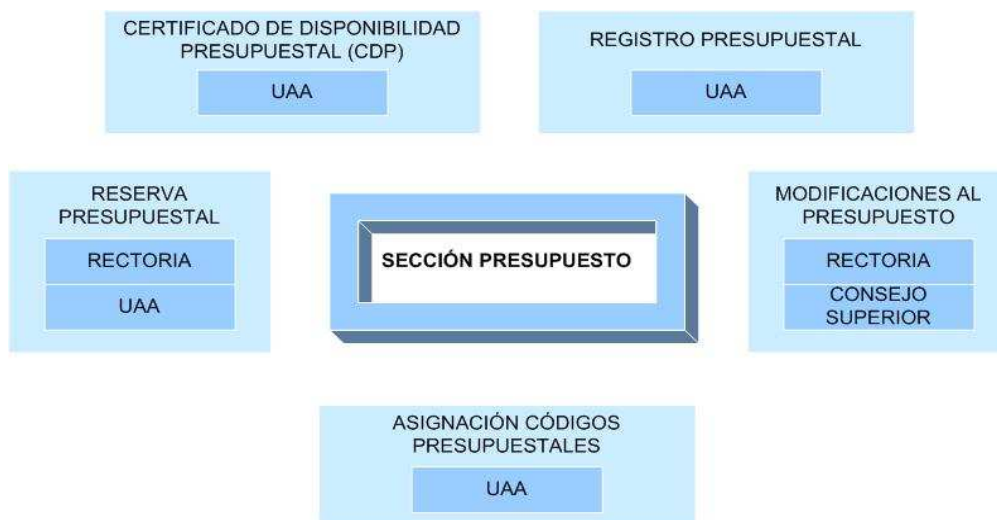 CERTIFICADO DE DISPONIBILIDAD
PRESUPUESTAL (CDP)
UAA
REGISTRO PRESUPUESTAL
UAA
RESERVA
PRESUPUESTAL
RECTORIA
UAA
SECCIÓN PRESUPUESTO
MODIFICACIONES AL
PRESUPUESTO
RECTORIA
CONSEJO
SUPERIOR
ASIGNACIÓN CÓDIGOS
PRESUPUESTALES
UAA